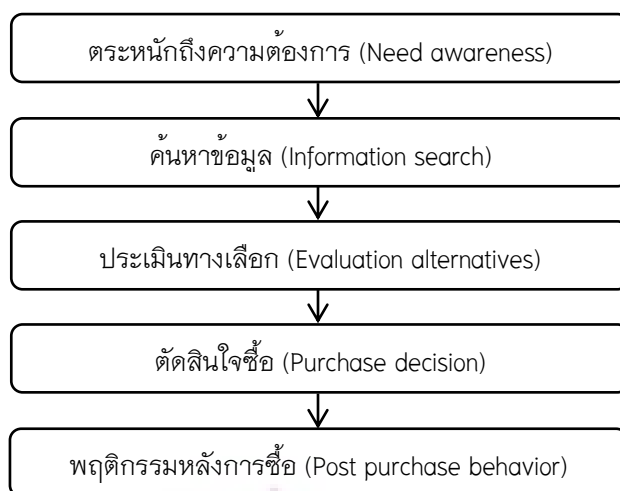 ตระหนักถึงความต้องการ (Need awareness)
ค้นหาข้อมูล (Information search)
ประเมินทางเลือก (Evaluation alternatives)
ตัดสินใจซื้อ (Purchase decision)
พฤติกรรมหลังการซื้อ (Post purchase behavior)